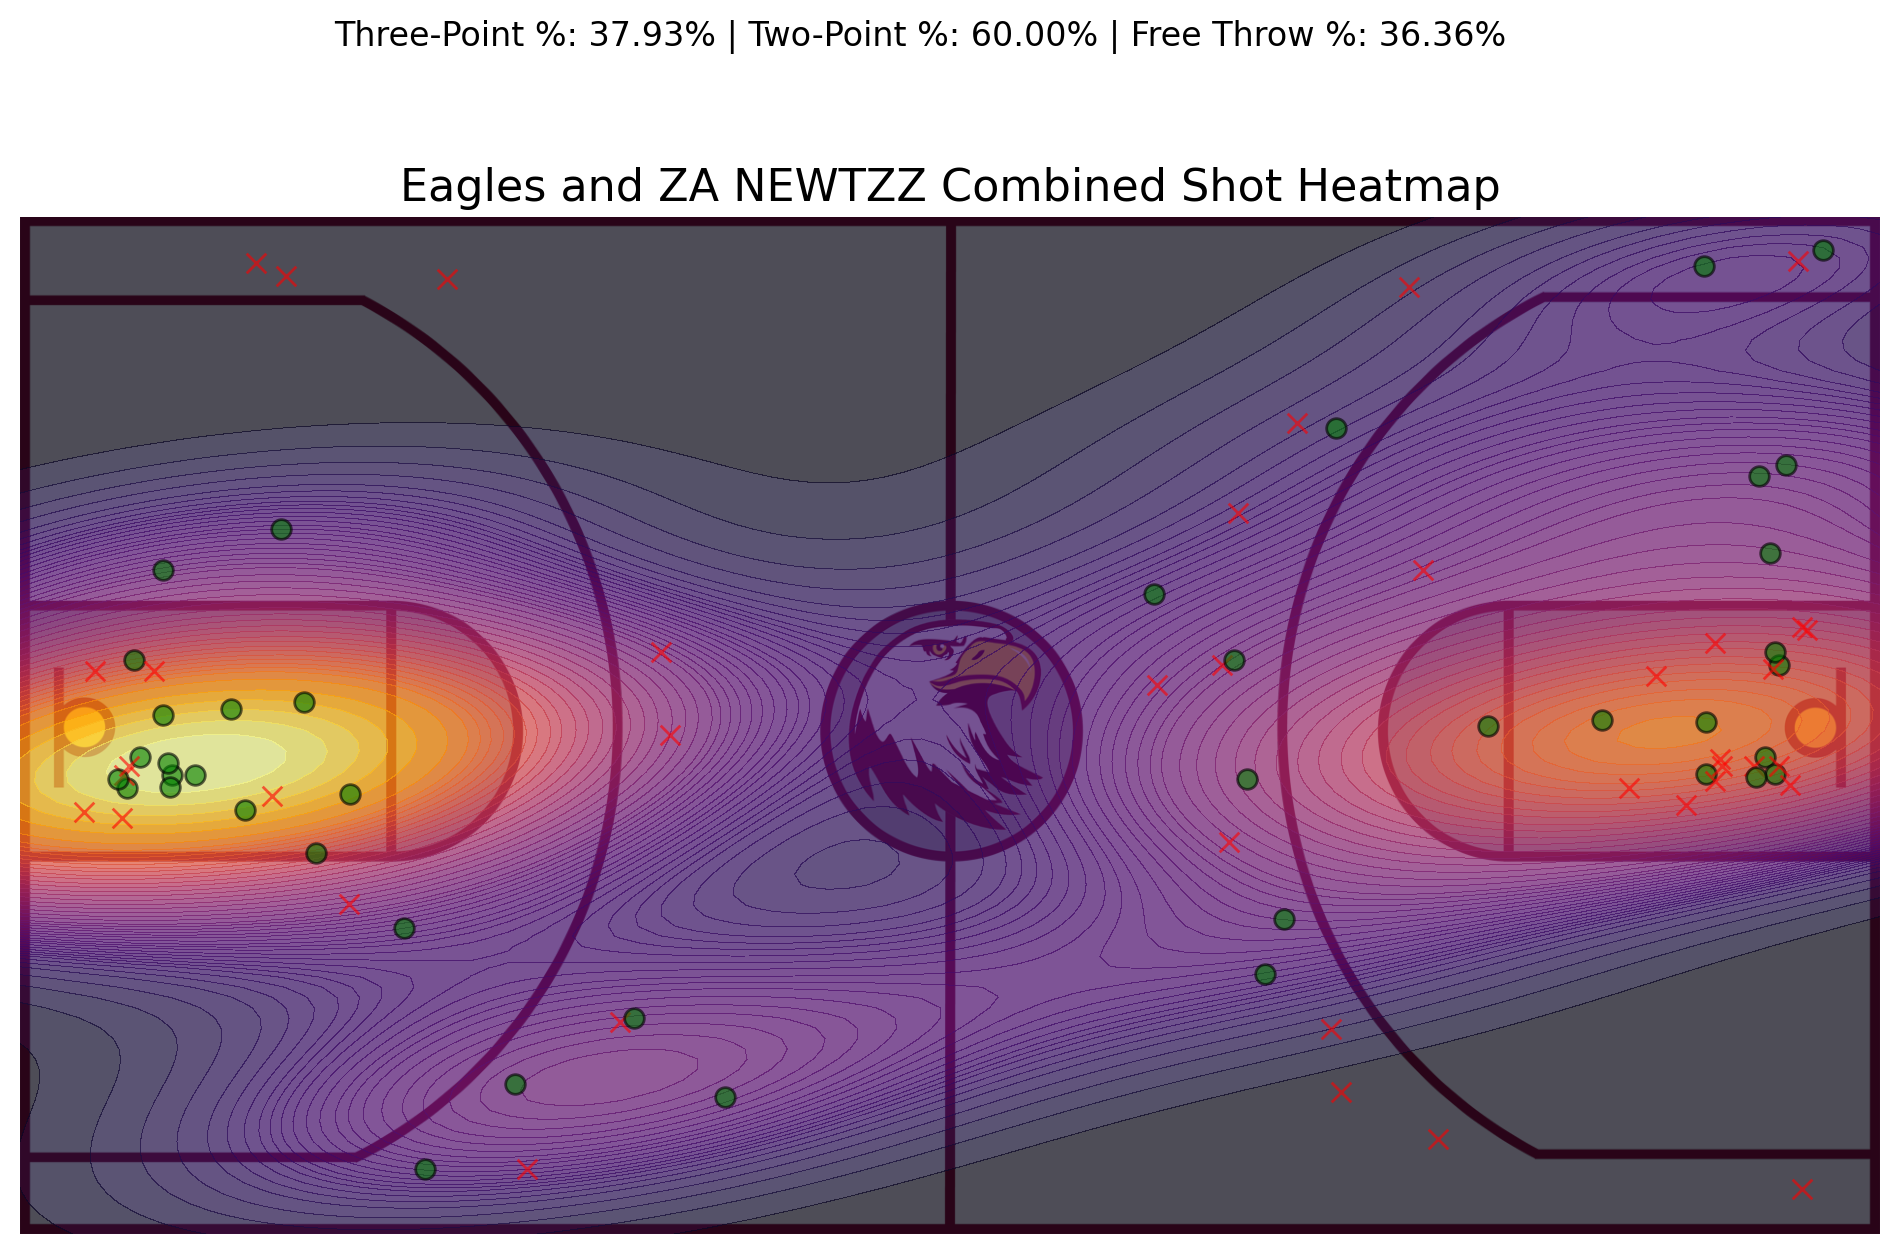 Three-Point %: 37.93% | Two-Point %: 60.00% | Free Throw %: 36.36%
Eagles and ZA NEWTZZ Combined Shot Heatmap